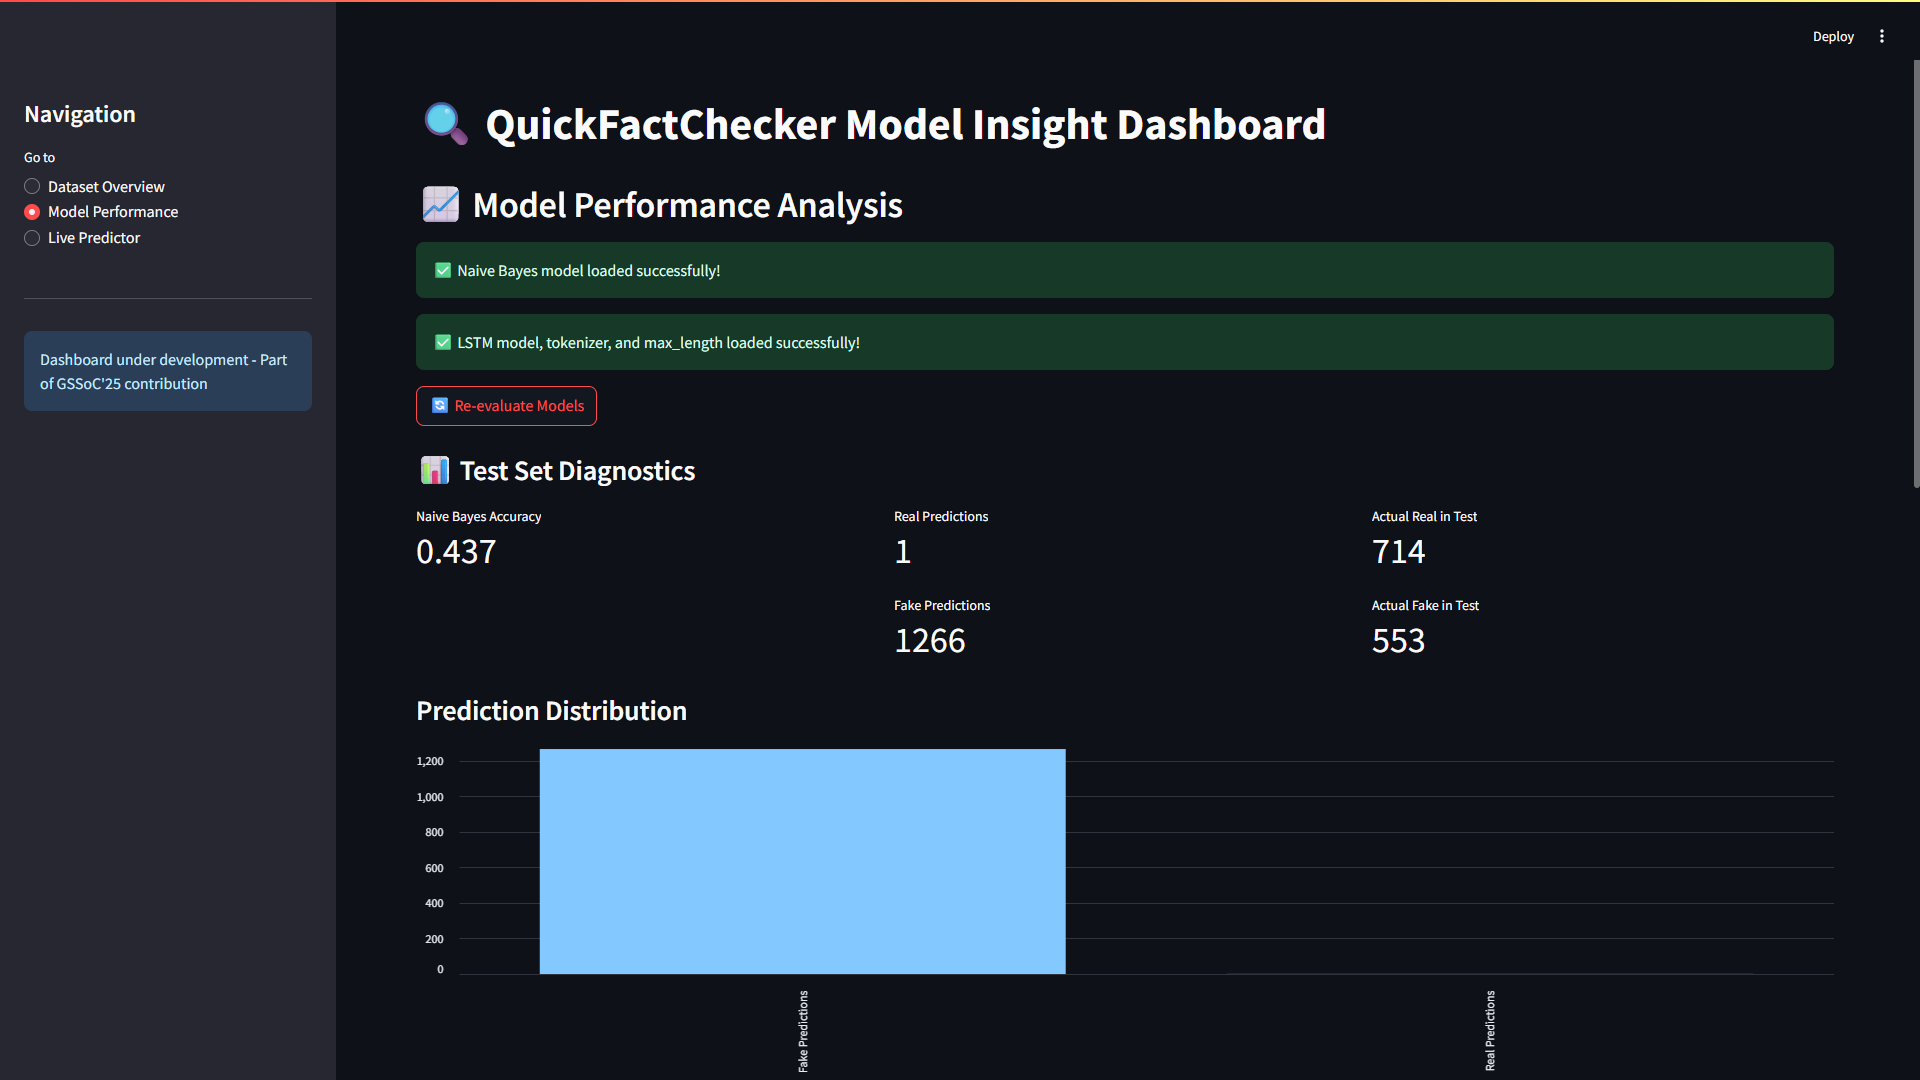 Deploy
Navigation
Go to
Dataset Overview
Model Performance
Live Predictor
Dashboard under development - Part
of GSSoC'25 contribution
QuickFactChecker Model Insight Dashboard
Model Performance Analysis
Naive Bayes model loaded successfully!
LSTM model, tokenizer, and max_length loaded successfully!
Re-evaluate Models
Test Set Diagnostics
Naive Bayes Accuracy
0.437
Real Predictions
1
Actual Real in Test
714
Fake Predictions
1266
Actual Fake in Test
553
Prediction Distribution
1,200
1,000
800
600
400
200
0
Fake Predictions
Real Predictions